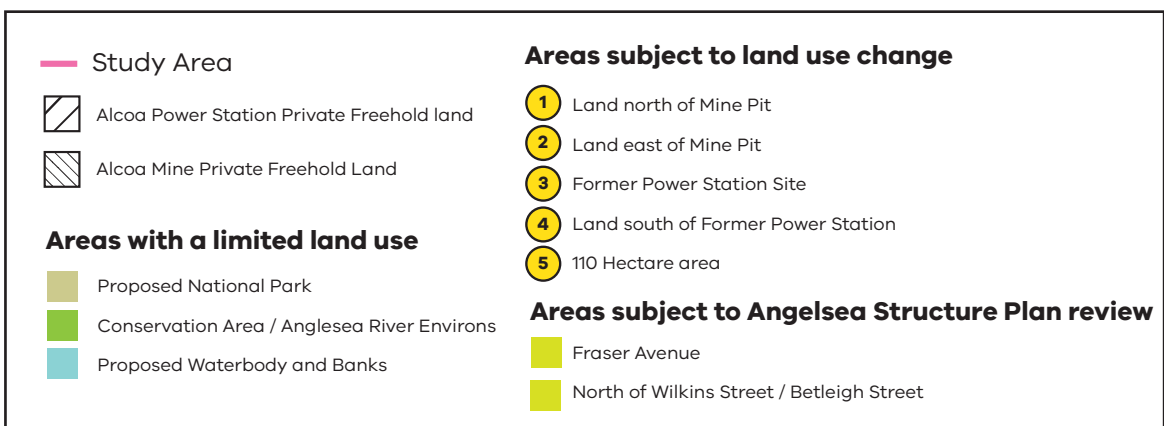 Study Area
Alcoa Power Station Private Freehold land
Alcoa Mine Private Freehold Land
Areas with a limited land use
Proposed National Park
Conservation Area / Anglesea River Environs
Proposed Waterbody and Banks
Areas subject to land use change
1 Land north of Mine Pit
2 Land east of Mine Pit
3 Former Power Station Site
4 Land south of Former Power Station
5 110 Hectare area
Areas subject to Angelsea Structure Plan review
Fraser Avenue
North of Wilkins Street / Betleigh Street